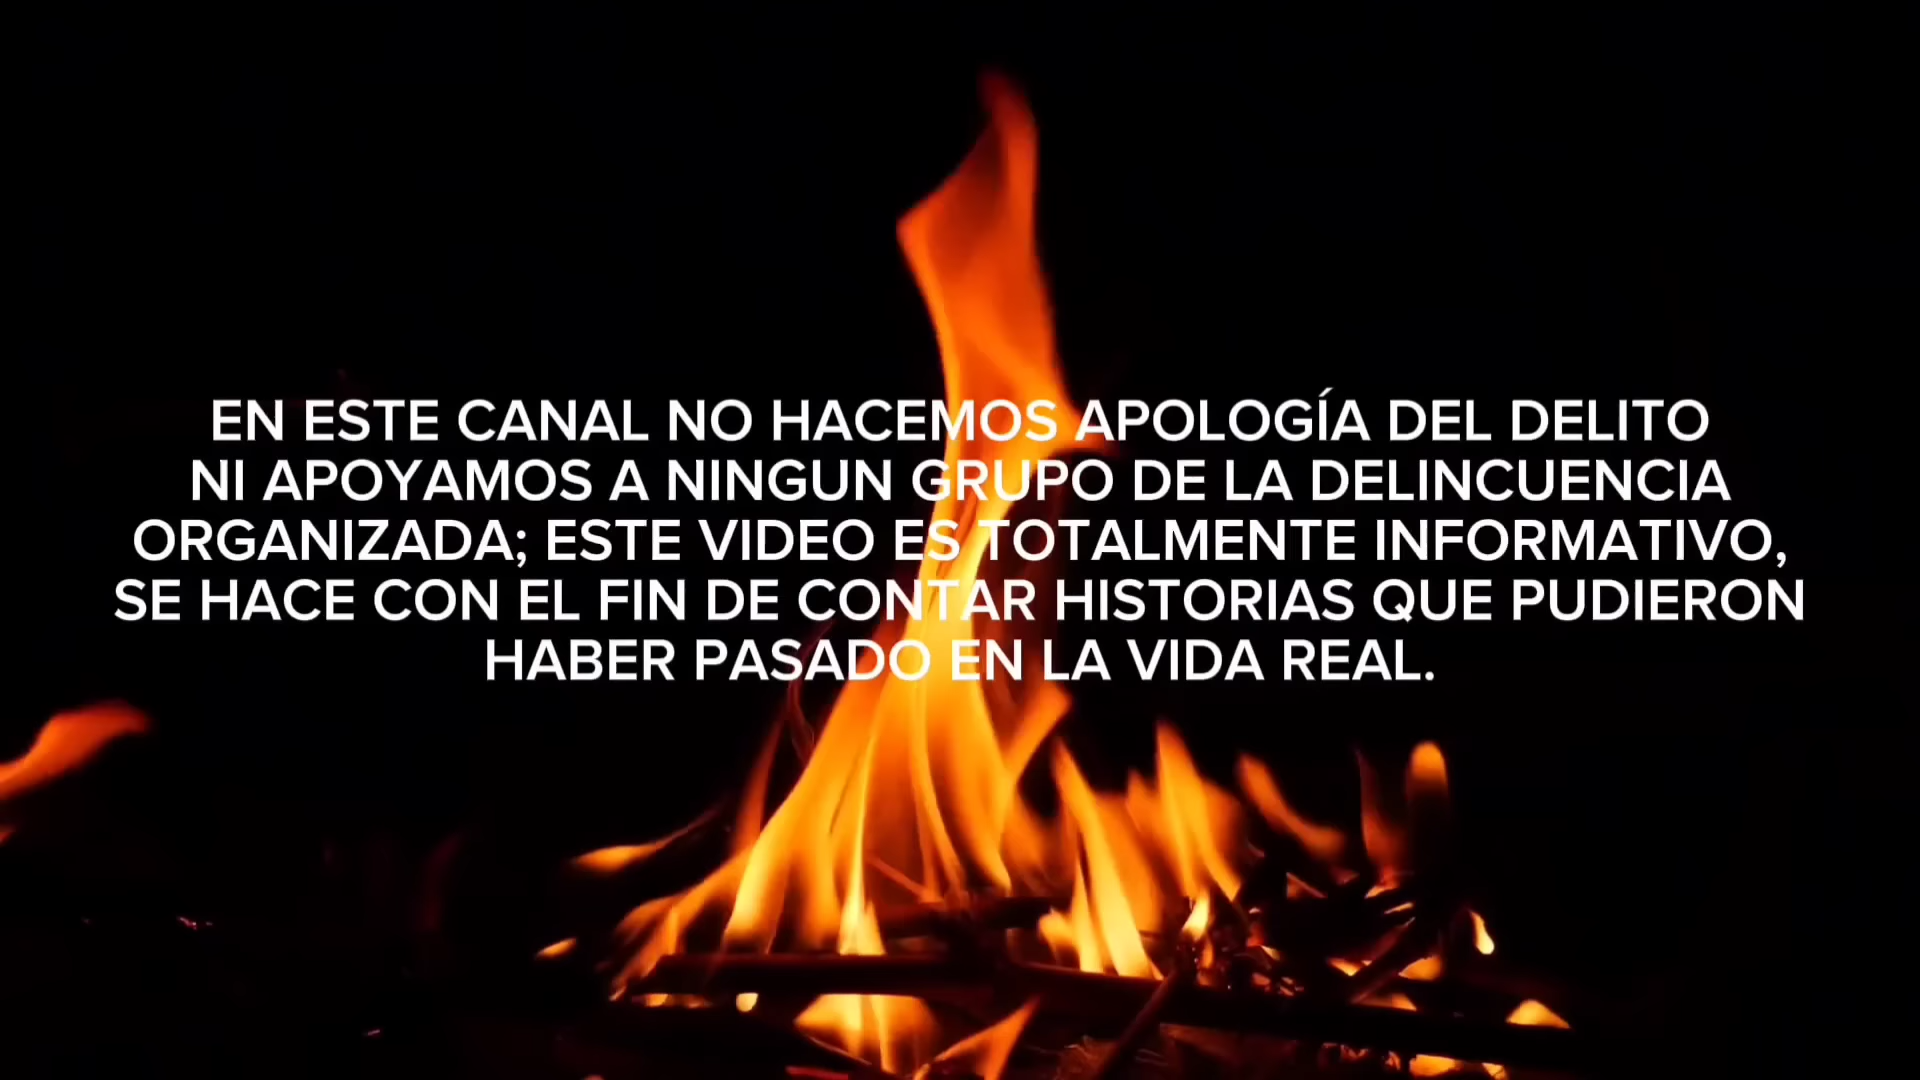 EN ESTE CANAL NO HACEMOS APOLOGÍA DEL DELITO
NI APOYAMOS A NINGUN GRUPO DE LA DELINCUENCIA
ORGANIZADA; ESTE VIDEO ES TOTALMENTE INFORMATIVO,
SE HACE CON EL FIN DE CONTAR HISTORIAS QUE PUDIERON
HABER PASADO EN LA VIDA REAL.